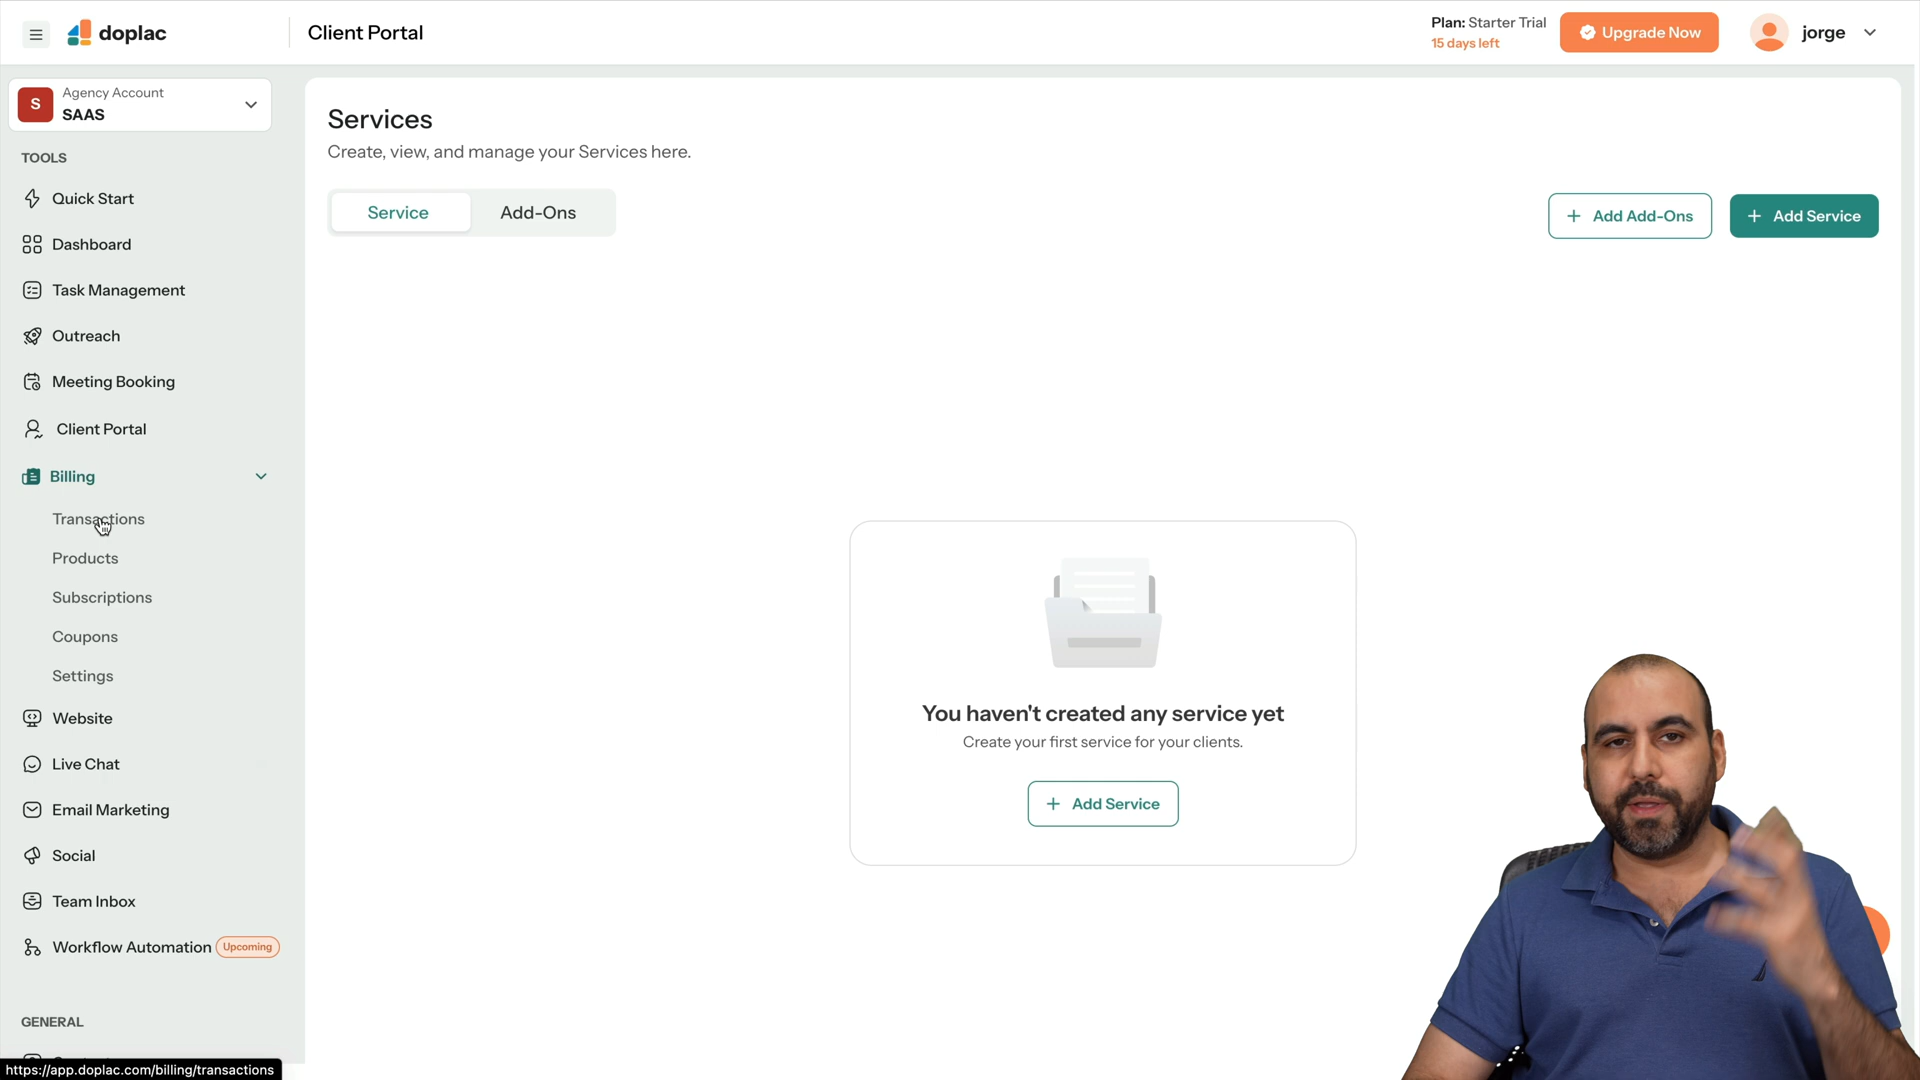 doplac
Client Portal
Plan: Starter Trial
15 days left
Upgrade Now
jorge
S
Agency Account
SAAS
TOOLS
Quick Start
Dashboard
Task Management
Outreach
Meeting Booking
Client Portal
Billing
Transactions
Products
Subscriptions
Coupons
Settings
Website
Live Chat
Email Marketing
Social
Team Inbox
Workflow Automation Upcoming
GENERAL
https://app.doplac.com/billing/transactions
Services
Create, view, and manage your Services here.
Service
Add-Ons
+ Add Add-Ons
+ Add Service
You haven't created any service yet
Create your first service for your clients.
+ Add Service